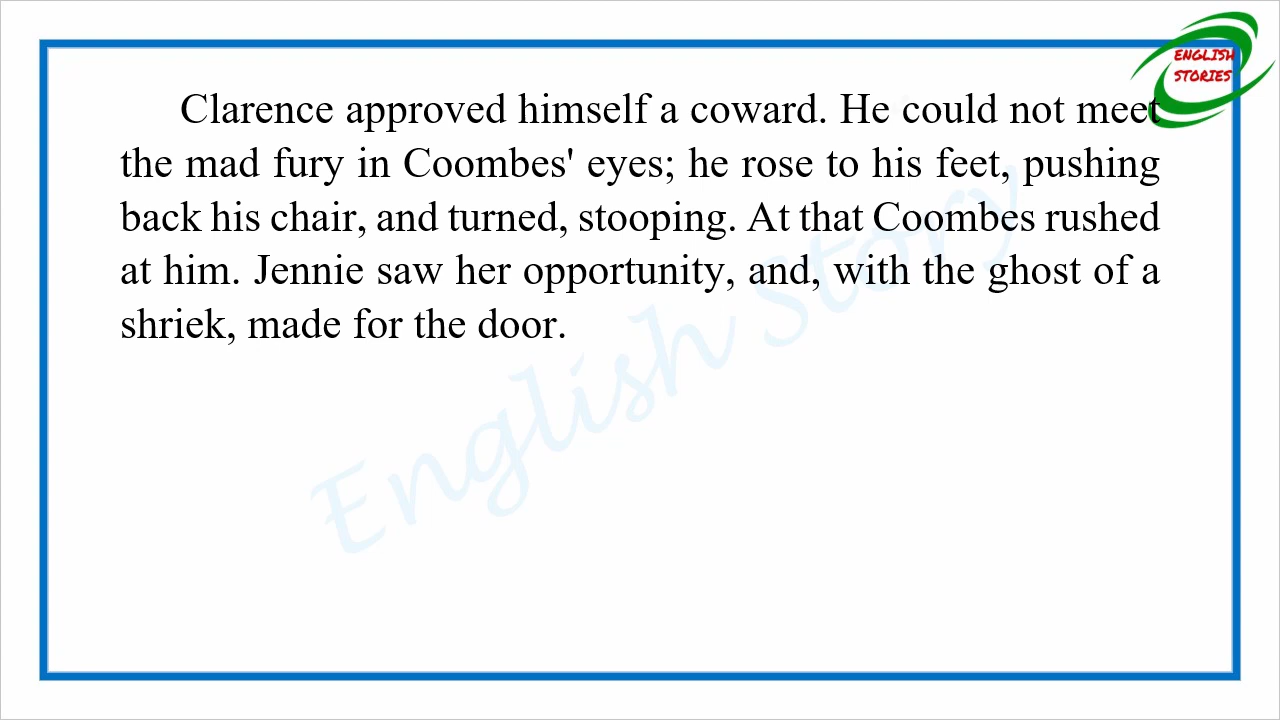 ENGLISH
STORIES
Clarence approved himself a coward. He could not meet
the mad fury in Coombes' eyes; he rose to his feet, pushing
back his chair, and turned, stooping. At that Coombes rushed
at him. Jennie saw her opportunity, and, with the ghost of a
shriek, made for the door.
English Story